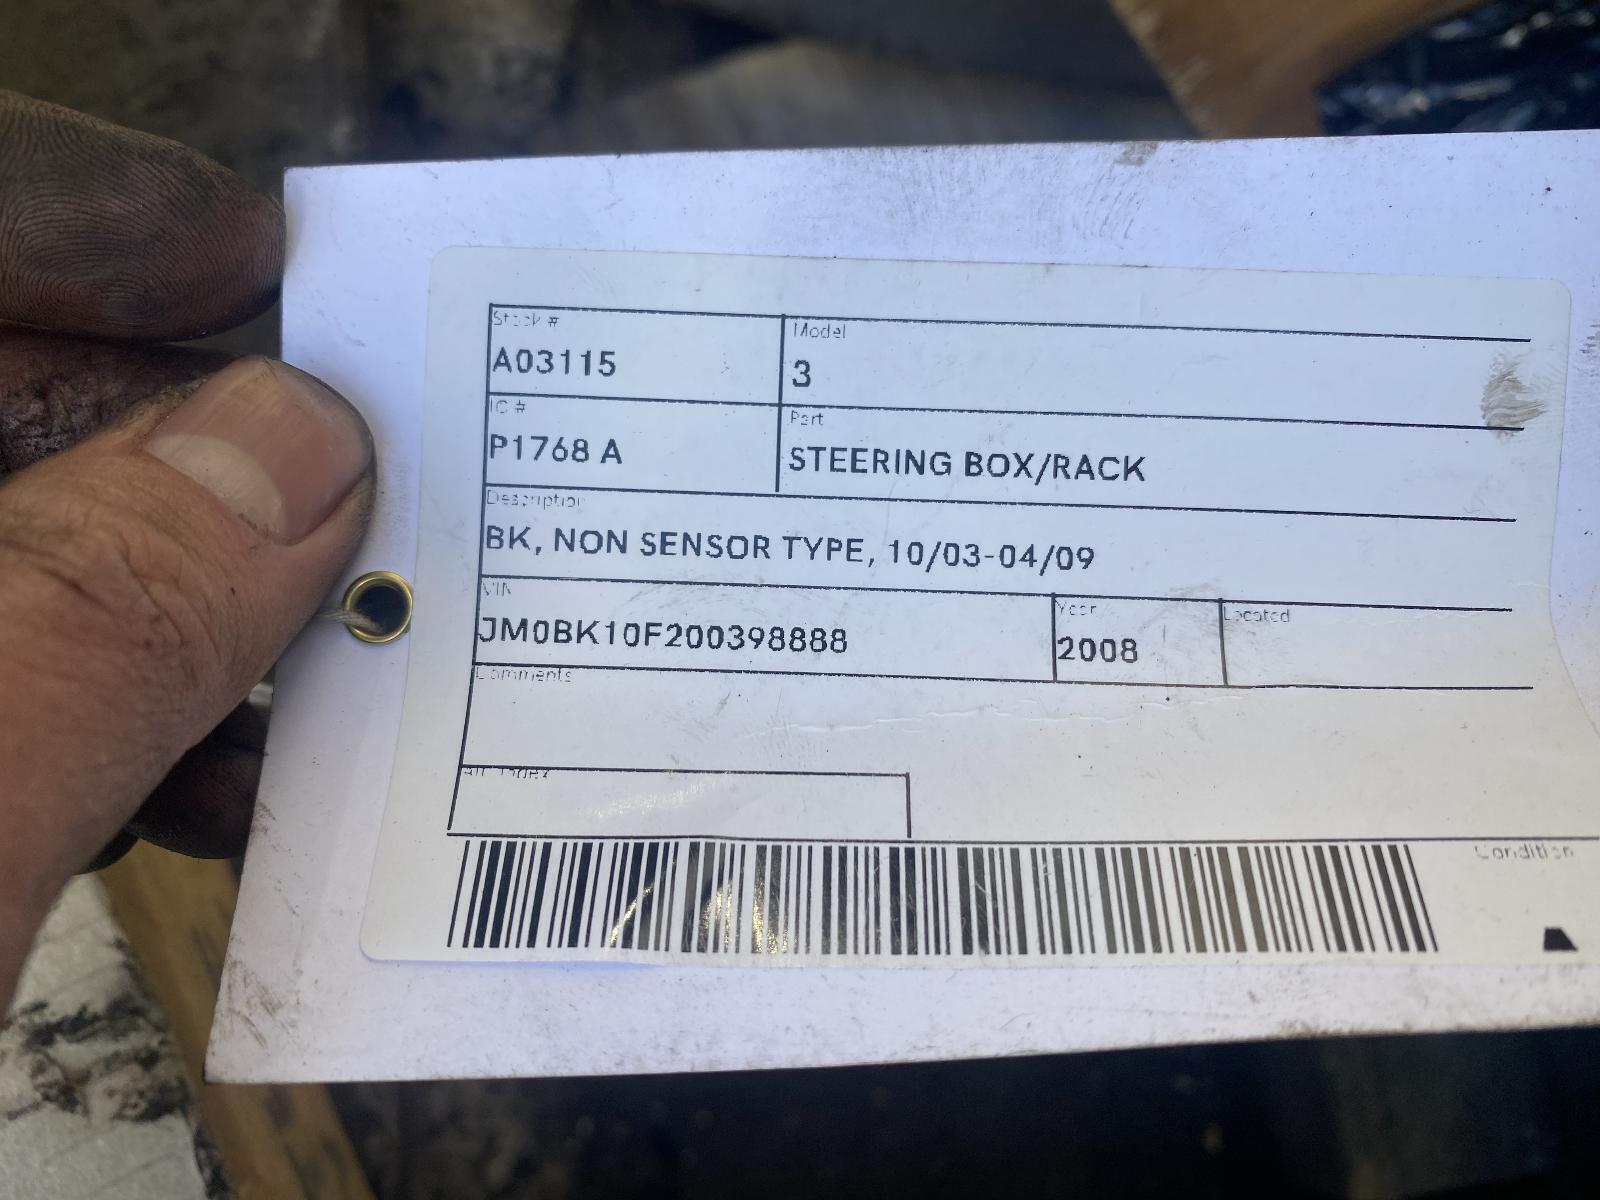 Stock #
Model
A03115
3
IC #
Part
P1768 A
STEERING BOX/RACK
Description
BK, NON SENSOR TYPE, 10/03-04/09
VIN
Year
Located
JM0BK10F200398888
2008
Comments
Condition